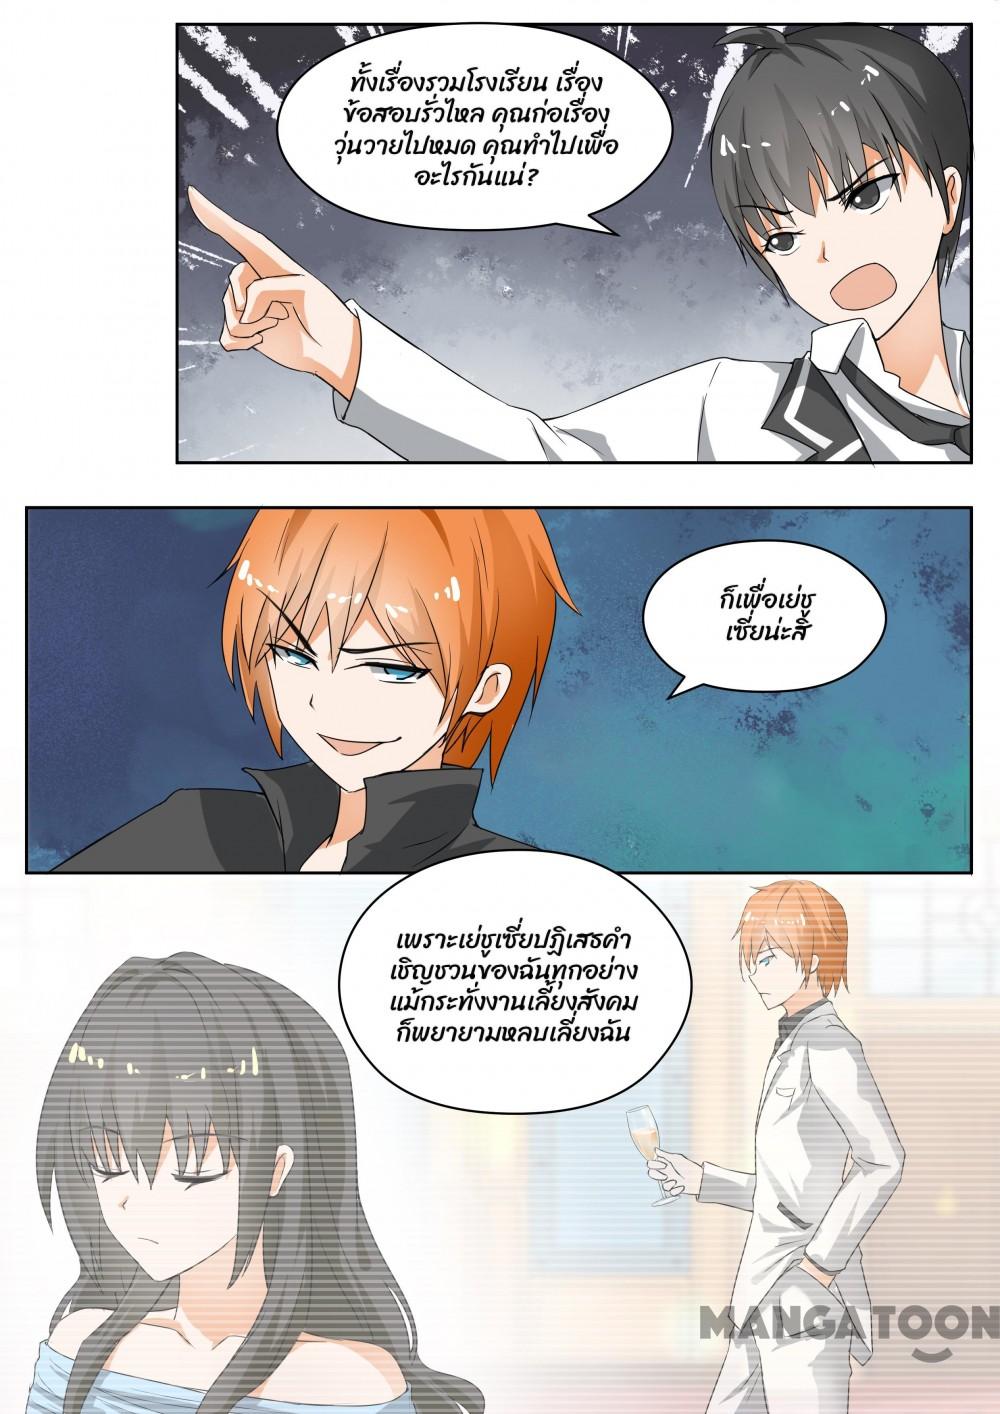 ทั้งเรื่องรวมโรงเรียน เรื่อง
ข้อสอบรั่วไหล คุณก่อเรื่อง
วุ่นวายไปหมด คุณทำไปเพื่อ
อะไรกันแน่?
ก็เพื่อเย่ชู
เซี่ยน่ะสิ
เพราะเย่ชูเซี่ยปฏิเสธคำ
เชิญชวนของฉันทุกอย่าง
แม้กระทั่งงานเลี้ยงสังคม
ก็พยายามหลบเลี่ยงฉัน
MANGATOON